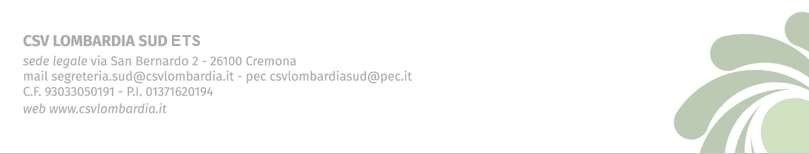 CSV LOMBARDIA SUD ETS
sede legale via San Bernardo 2 - 26100 Cremona
mail segreteria.sud@csvlombardia.it - pec csvlombardiasud@pec.it
C.F. 93033050191 - P.I. 01371620194
web www.csvlombardia.it